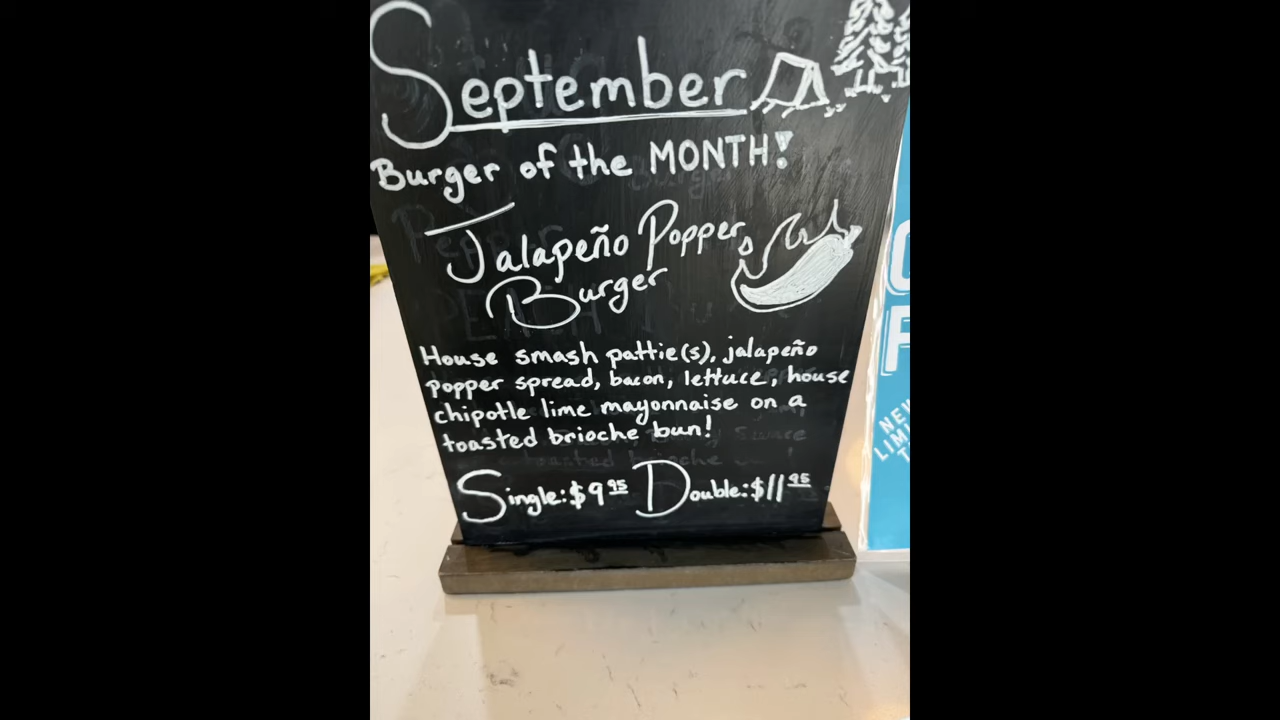 September
Burger of the MONTH!
Jalapeño Popper
Burger
House smash pattie(s), jalapeño
popper spread, bacon, lettuce, house
chipotle lime mayonnaise on a
toasted brioche bun!
Single: $9.95 Double: $11.95
NEW